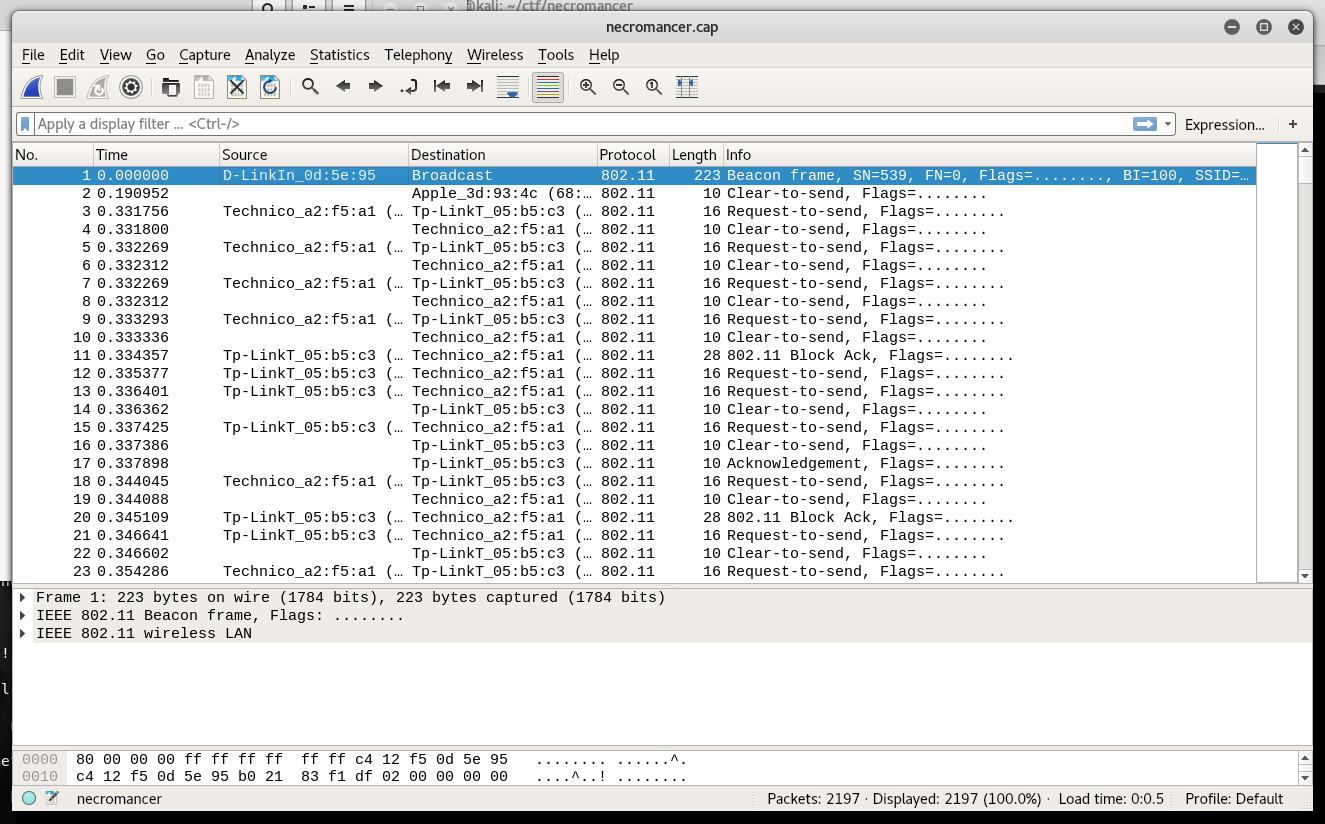 @kali: ~/ctf/necromancer
necromancer.cap
File Edit View Go Capture Analyze Statistics Telephony Wireless Tools Help
Apply a display filter ... <Ctrl-/> Expression... +
No. Time Source Destination Protocol Length Info
1 0.000000 D-LinkIn_0d:5e:95 Broadcast 802.11 223 Beacon frame, SN=539, FN=0, Flags=........, BI=100, SSID=…
2 0.190952 Apple_3d:93:4c (68:… 802.11 10 Clear-to-send, Flags=........
3 0.331756 Technico_a2:f5:a1 (… Tp-LinkT_05:b5:c3 (… 802.11 16 Request-to-send, Flags=........
4 0.331800 Technico_a2:f5:a1 (… 802.11 10 Clear-to-send, Flags=........
5 0.332269 Technico_a2:f5:a1 (… Tp-LinkT_05:b5:c3 (… 802.11 16 Request-to-send, Flags=........
6 0.332312 Technico_a2:f5:a1 (… 802.11 10 Clear-to-send, Flags=........
7 0.332269 Technico_a2:f5:a1 (… Tp-LinkT_05:b5:c3 (… 802.11 16 Request-to-send, Flags=........
8 0.332312 Technico_a2:f5:a1 (… 802.11 10 Clear-to-send, Flags=........
9 0.333293 Technico_a2:f5:a1 (… Tp-LinkT_05:b5:c3 (… 802.11 16 Request-to-send, Flags=........
10 0.333336 Technico_a2:f5:a1 (… 802.11 10 Clear-to-send, Flags=........
11 0.334357 Tp-LinkT_05:b5:c3 (… Technico_a2:f5:a1 (… 802.11 28 802.11 Block Ack, Flags=........
12 0.335377 Tp-LinkT_05:b5:c3 (… Technico_a2:f5:a1 (… 802.11 16 Request-to-send, Flags=........
13 0.336401 Tp-LinkT_05:b5:c3 (… Technico_a2:f5:a1 (… 802.11 16 Request-to-send, Flags=........
14 0.336362 Tp-LinkT_05:b5:c3 (… 802.11 10 Clear-to-send, Flags=........
15 0.337425 Tp-LinkT_05:b5:c3 (… Technico_a2:f5:a1 (… 802.11 16 Request-to-send, Flags=........
16 0.337386 Tp-LinkT_05:b5:c3 (… 802.11 10 Clear-to-send, Flags=........
17 0.337898 Tp-LinkT_05:b5:c3 (… 802.11 10 Acknowledgement, Flags=........
18 0.344045 Technico_a2:f5:a1 (… Tp-LinkT_05:b5:c3 (… 802.11 16 Request-to-send, Flags=........
19 0.344088 Technico_a2:f5:a1 (… 802.11 10 Clear-to-send, Flags=........
20 0.345109 Tp-LinkT_05:b5:c3 (… Technico_a2:f5:a1 (… 802.11 28 802.11 Block Ack, Flags=........
21 0.346641 Tp-LinkT_05:b5:c3 (… Technico_a2:f5:a1 (… 802.11 16 Request-to-send, Flags=........
22 0.346602 Tp-LinkT_05:b5:c3 (… 802.11 10 Clear-to-send, Flags=........
23 0.354286 Technico_a2:f5:a1 (… Tp-LinkT_05:b5:c3 (… 802.11 16 Request-to-send, Flags=........
Frame 1: 223 bytes on wire (1784 bits), 223 bytes captured (1784 bits)
IEEE 802.11 Beacon frame, Flags: ........
IEEE 802.11 wireless LAN
0000 80 00 00 00 ff ff ff ff ff ff c4 12 f5 0d 5e 95 ........ ......^.
0010 c4 12 f5 0d 5e 95 b0 21 83 f1 df 02 00 00 00 00 ....^..! ........
necromancer Packets: 2197 · Displayed: 2197 (100.0%) · Load time: 0:0.5 Profile: Default